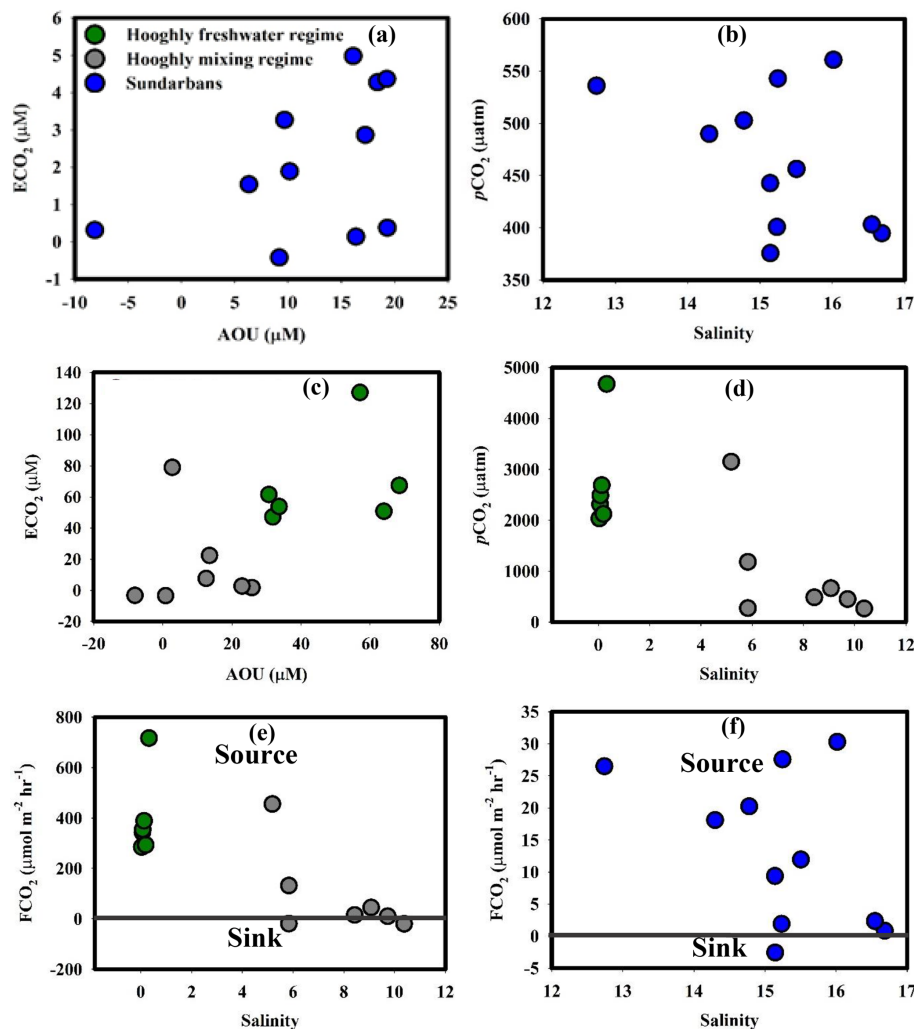 (a)
Hooghly freshwater regime
Hooghly mixing regime
Sundarbans
ECO₂ (µM)
6
5
4
3
2
1
0
-1
-10 -5 0 5 10 15 20 25
AOU (µM)
(b)
pCO₂ (µatm)
600
550
500
450
400
350
12 13 14 15 16 17
Salinity
(c)
ECO₂ (µM)
140
120
100
80
60
40
20
0
-20
-20 0 20 40 60 80
AOU (µM)
(d)
pCO₂ (µatm)
5000
4000
3000
2000
1000
0
0 2 4 6 8 10 12
Salinity
(e)
Source
Sink
FCO₂ (µmol m⁻² hr⁻¹)
800
600
400
200
0
-200
0 2 4 6 8 10 12
Salinity
(f)
Source
Sink
FCO₂ (µmol m⁻² hr⁻¹)
35
30
25
20
15
10
5
0
-5
12 13 14 15 16 17
Salinity